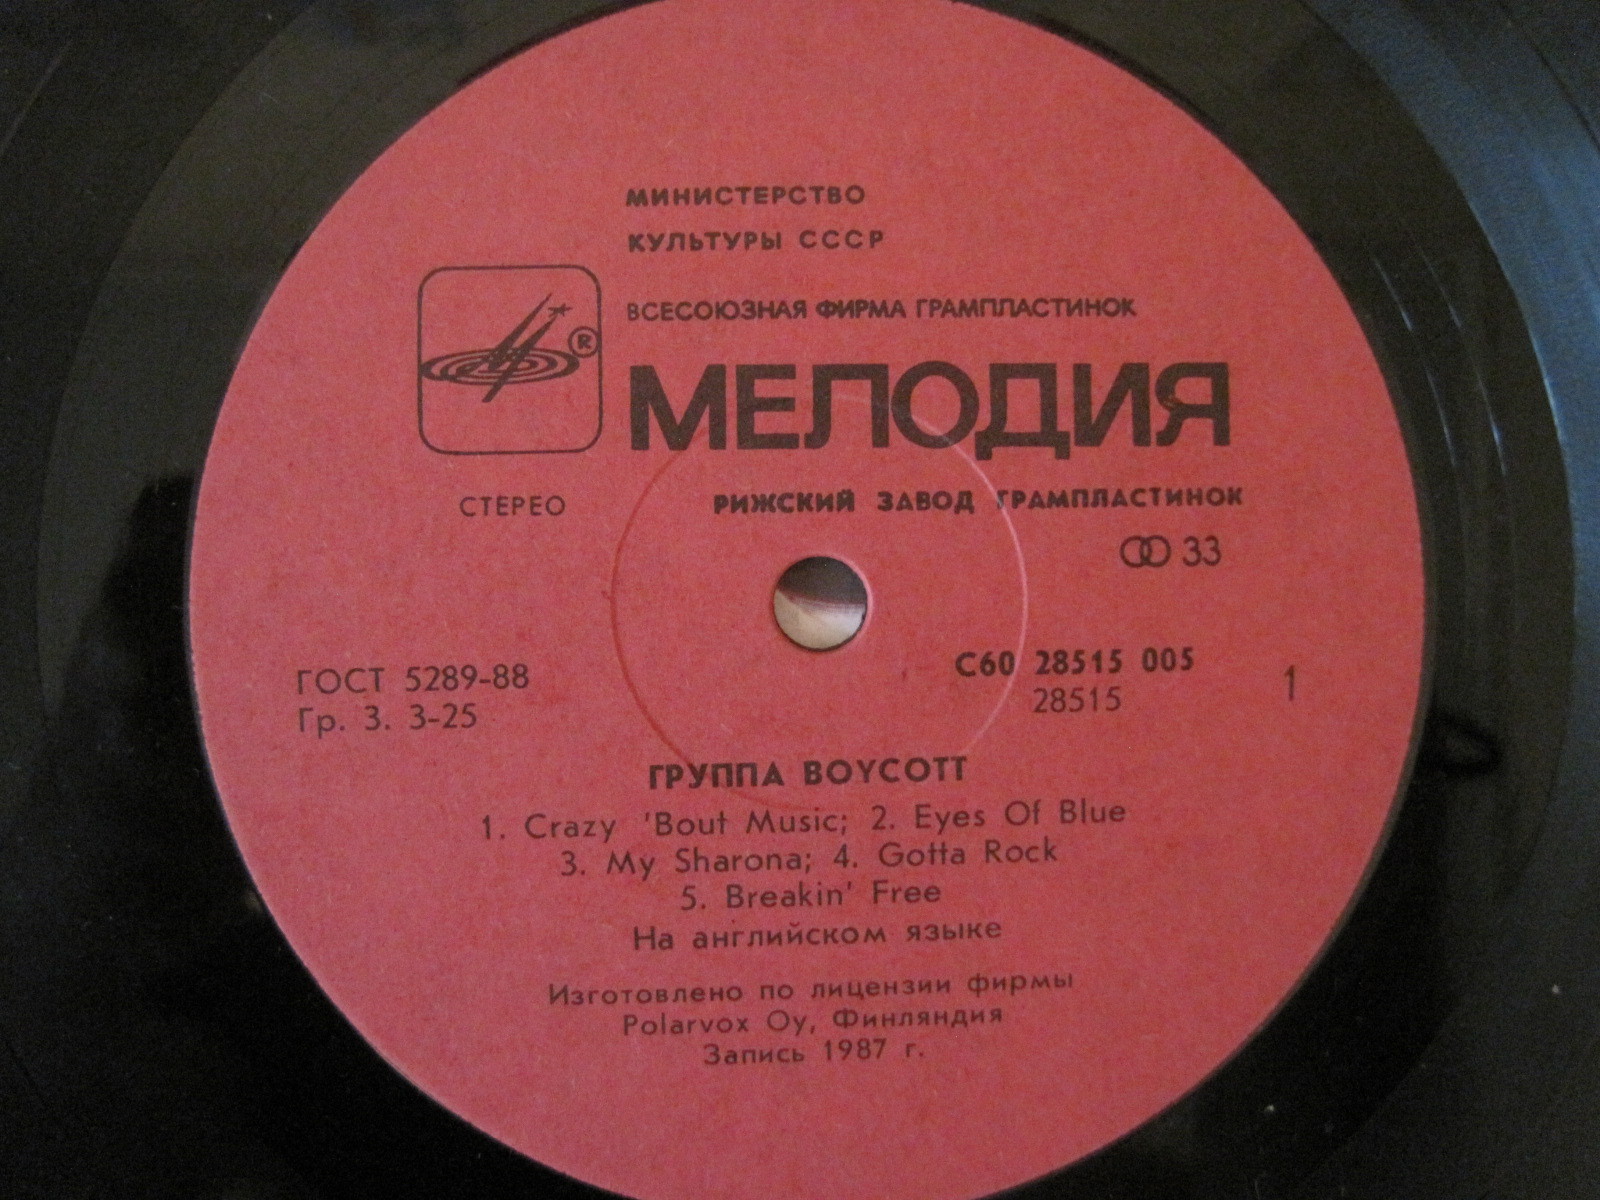 МИНИСТЕРСТВО
КУЛЬТУРЫ СССР
ВСЕСОЮЗНАЯ ФИРМА ГРАМПЛАСТИНОК
®
МЕЛОДИЯ
СТЕРЕО
РИЖСКИЙ ЗАВОД ГРАМПЛАСТИНОК
33
ГОСТ 5289-88
Гр. 3. 3-25
С60 28515 005
28515
1
ГРУППА BOYCOTT
1. Crazy 'Bout Music; 2. Eyes Of Blue
3. My Sharona; 4. Gotta Rock
5. Breakin' Free
На английском языке
Изготовлено по лицензии фирмы
Polarvox Oy, Финляндия
Запись 1987 г.